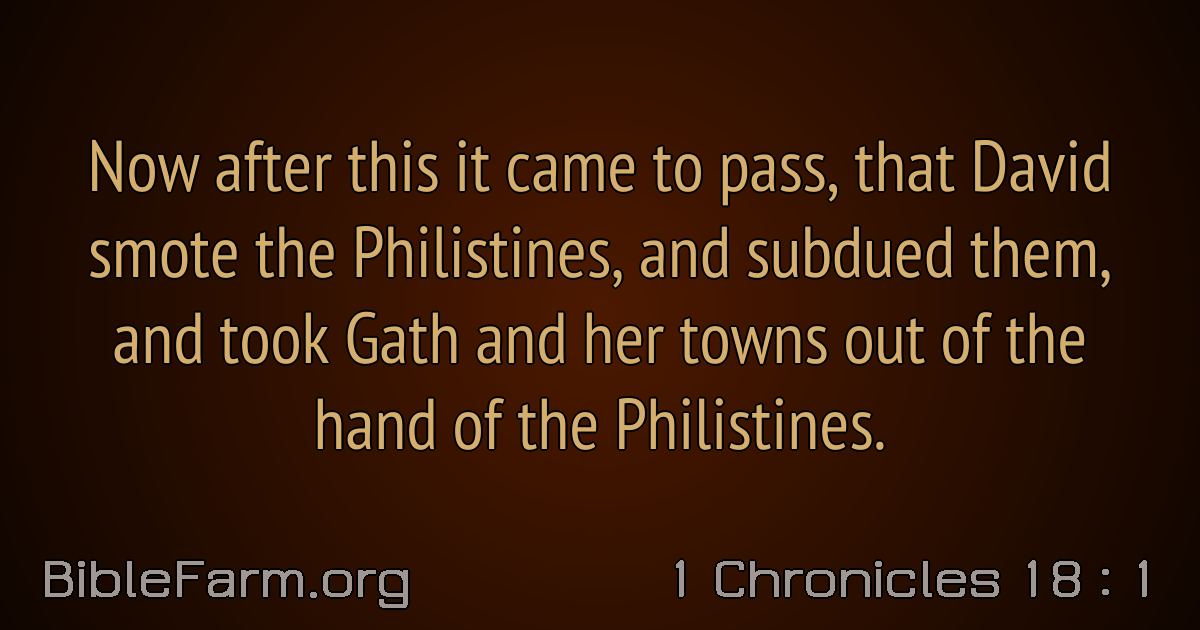 Now after this it came to pass, that David
smote the Philistines, and subdued them,
and took Gath and her towns out of the
hand of the Philistines.
BibleFarm.org
1 Chronicles 18 : 1